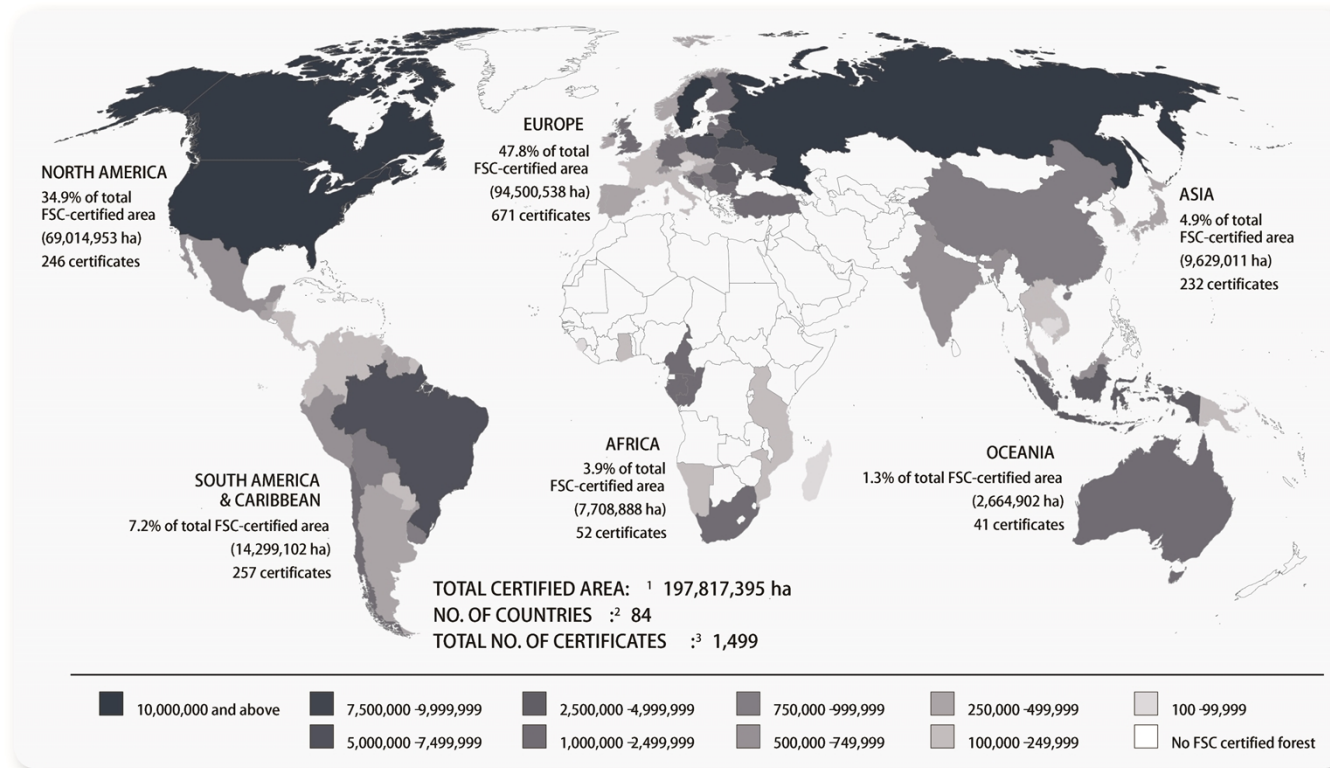 NORTH AMERICA
34.9% of total
FSC-certified area
(69,014,953 ha)
246 certificates
EUROPE
47.8% of total
FSC-certified area
(94,500,538 ha)
671 certificates
ASIA
4.9% of total
FSC-certified area
(9,629,011 ha)
232 certificates
SOUTH AMERICA
& CARIBBEAN
7.2% of total FSC-certified area
(14,299,102 ha)
257 certificates
AFRICA
3.9% of total
FSC-certified area
(7,708,888 ha)
52 certificates
OCEANIA
1.3% of total FSC-certified area
(2,664,902 ha)
41 certificates
TOTAL CERTIFIED AREA: ¹ 197,817,395 ha
NO. OF COUNTRIES :² 84
TOTAL NO. OF CERTIFICATES :³ 1,499
10,000,000 and above
7,500,000 -9,999,999
5,000,000 -7,499,999
2,500,000 -4,999,999
1,000,000 -2,499,999
750,000 -999,999
500,000 -749,999
250,000 -499,999
100,000 -249,999
100 -99,999
No FSC certified forest